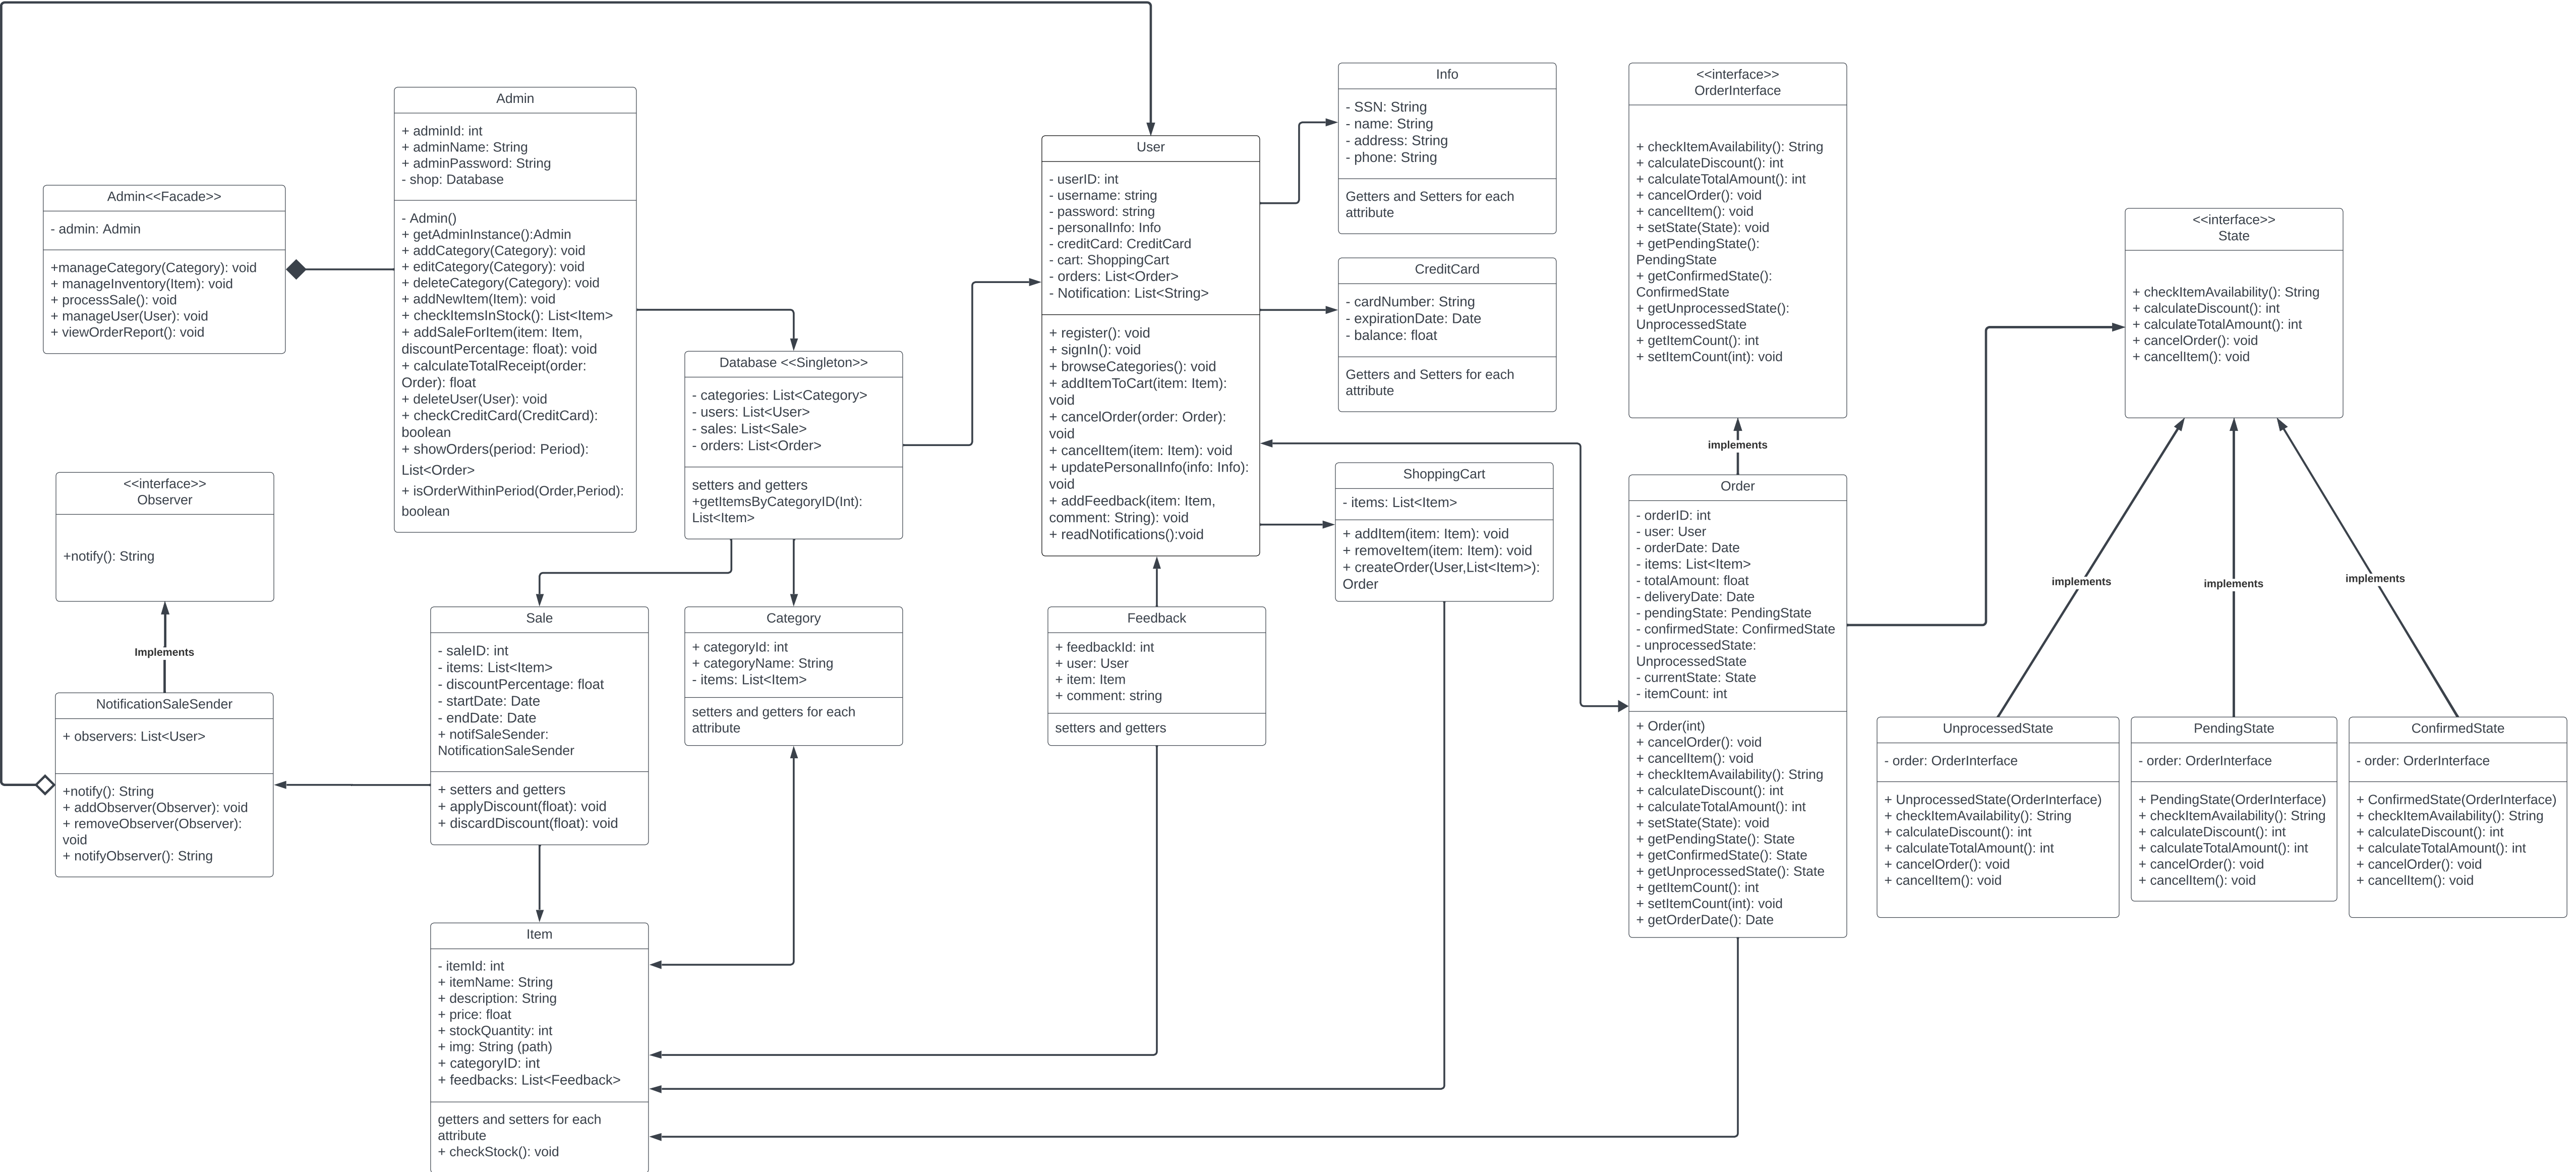 Admin<<Facade>>
- admin: Admin
+manageCategory(Category): void
+ manageInventory(Item): void
+ processSale(): void
+ manageUser(User): void
+ viewOrderReport(): void
Admin
+ adminId: int
+ adminName: String
+ adminPassword: String
- shop: Database
- Admin()
+ getAdminInstance():Admin
+ addCategory(Category): void
+ editCategory(Category): void
+ deleteCategory(Category): void
+ addNewItem(Item): void
+ checkItemsInStock(): List<Item>
+ addSaleForItem(item: Item,
discountPercentage: float): void
+ calculateTotalReceipt(order:
Order): float
+ deleteUser(User): void
+ checkCreditCard(CreditCard):
boolean
+ showOrders(period: Period):
List<Order>
+ isOrderWithinPeriod(Order,Period):
boolean
Database <<Singleton>>
- categories: List<Category>
- users: List<User>
- sales: List<Sale>
- orders: List<Order>
setters and getters
+getItemsByCategoryID(Int):
List<Item>
User
- userID: int
- username: string
- password: string
- personalInfo: Info
- creditCard: CreditCard
- cart: ShoppingCart
- orders: List<Order>
- Notification: List<String>
+ register(): void
+ signIn(): void
+ browseCategories(): void
+ addItemToCart(item: Item):
void
+ cancelOrder(order: Order):
void
+ cancelItem(item: Item): void
+ updatePersonalInfo(info: Info):
void
+ addFeedback(item: Item,
comment: String): void
+ readNotifications():void
Info
- SSN: String
- name: String
- address: String
- phone: String
Getters and Setters for each
attribute
CreditCard
- cardNumber: String
- expirationDate: Date
- balance: float
Getters and Setters for each
attribute
ShoppingCart
- items: List<Item>
+ addItem(item: Item): void
+ removeItem(item: Item): void
+ createOrder(User,List<Item>):
Order
<<interface>>
OrderInterface
+ checkItemAvailability(): String
+ calculateDiscount(): int
+ calculateTotalAmount(): int
+ cancelOrder(): void
+ cancelItem(): void
+ setState(State): void
+ getPendingState():
PendingState
+ getConfirmedState():
ConfirmedState
+ getUnprocessedState():
UnprocessedState
+ getItemCount(): int
+ setItemCount(int): void
implements
Order
- orderID: int
- user: User
- orderDate: Date
- items: List<Item>
- totalAmount: float
- deliveryDate: Date
- pendingState: PendingState
- confirmedState: ConfirmedState
- unprocessedState:
UnprocessedState
- currentState: State
- itemCount: int
+ Order(int)
+ cancelOrder(): void
+ cancelItem(): void
+ checkItemAvailability(): String
+ calculateDiscount(): int
+ calculateTotalAmount(): int
+ setState(State): void
+ getPendingState(): State
+ getConfirmedState(): State
+ getUnprocessedState(): State
+ getItemCount(): int
+ setItemCount(int): void
+ getOrderDate(): Date
<<interface>>
State
+ checkItemAvailability(): String
+ calculateDiscount(): int
+ calculateTotalAmount(): int
+ cancelOrder(): void
+ cancelItem(): void
implements
implements
implements
UnprocessedState
- order: OrderInterface
+ UnprocessedState(OrderInterface)
+ checkItemAvailability(): String
+ calculateDiscount(): int
+ calculateTotalAmount(): int
+ cancelOrder(): void
+ cancelItem(): void
PendingState
- order: OrderInterface
+ PendingState(OrderInterface)
+ checkItemAvailability(): String
+ calculateDiscount(): int
+ calculateTotalAmount(): int
+ cancelOrder(): void
+ cancelItem(): void
ConfirmedState
- order: OrderInterface
+ ConfirmedState(OrderInterface)
+ checkItemAvailability(): String
+ calculateDiscount(): int
+ calculateTotalAmount(): int
+ cancelOrder(): void
+ cancelItem(): void
<<interface>>
Observer
+notify(): String
Implements
NotificationSaleSender
+ observers: List<User>
+notify(): String
+ addObserver(Observer): void
+ removeObserver(Observer):
void
+ notifyObserver(): String
Sale
- saleID: int
- items: List<Item>
- discountPercentage: float
- startDate: Date
- endDate: Date
+ notifSaleSender:
NotificationSaleSender
+ setters and getters
+ applyDiscount(float): void
+ discardDiscount(float): void
Category
+ categoryId: int
+ categoryName: String
- items: List<Item>
setters and getters for each
attribute
Feedback
+ feedbackId: int
+ user: User
+ item: Item
+ comment: string
setters and getters
Item
- itemId: int
+ itemName: String
+ description: String
+ price: float
+ stockQuantity: int
+ img: String (path)
+ categoryID: int
+ feedbacks: List<Feedback>
getters and setters for each
attribute
+ checkStock(): void